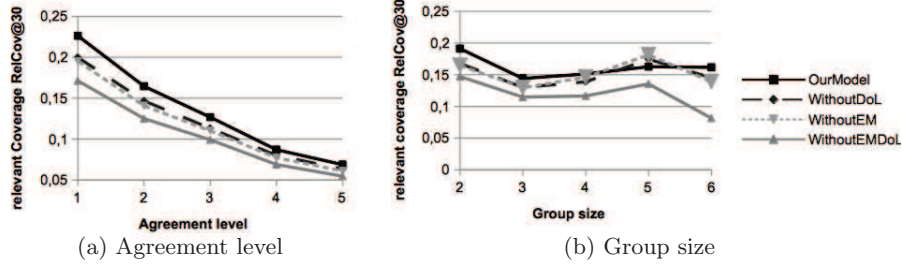 relevant Coverage RelCov@30
0,25
0,2
0,15
0,1
0,05
1 2 3 4 5
Agreement level
(a) Agreement level
relevant coverage RelCov@30
0,25
0,2
0,15
0,1
0,05
0
2 3 4 5 6
Group size
(b) Group size
OurModel
WithoutDoL
WithoutEM
WithoutEMDoL